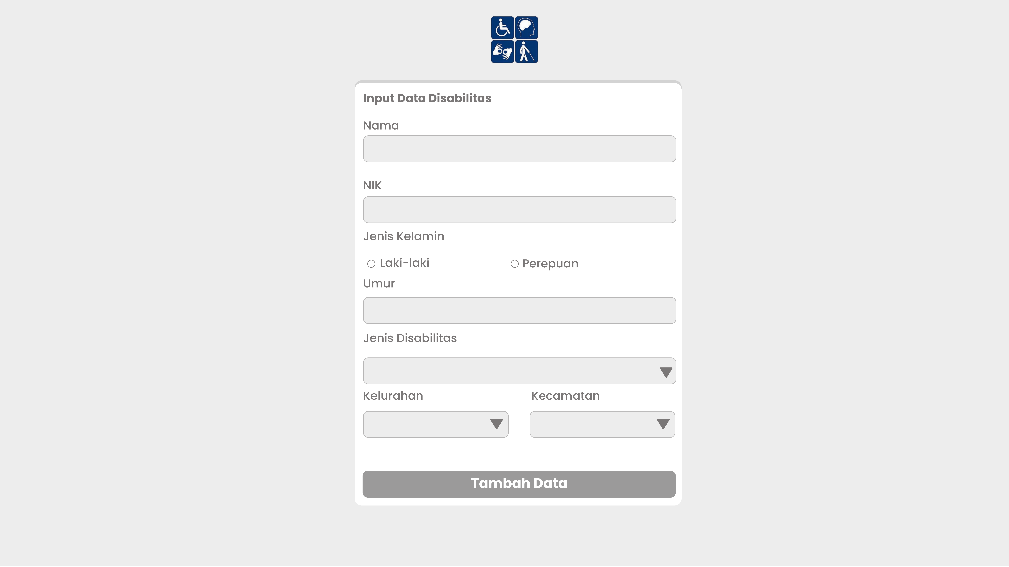 Input Data Disabilitas
Nama
NIK
Jenis Kelamin
Laki-laki Perepuan
Umur
Jenis Disabilitas
Kelurahan Kecamatan
Tambah Data